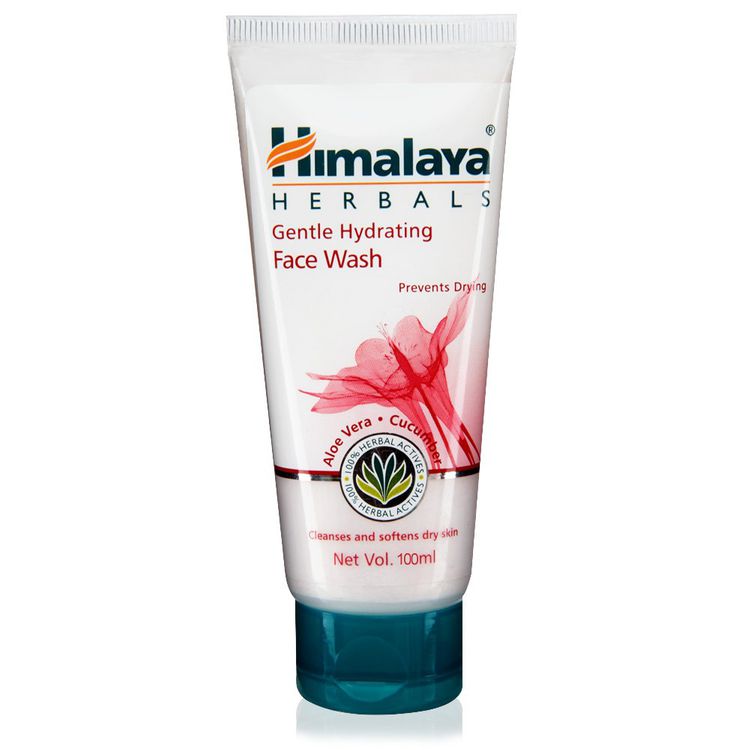 Himalaya®
HERBALS
Gentle Hydrating
Face Wash
Prevents Drying
Aloe Vera • Cucumber
100% HERBAL ACTIVES •
100% HERBAL ACTIVES •
Cleanses and softens dry skin
Net Vol. 100ml